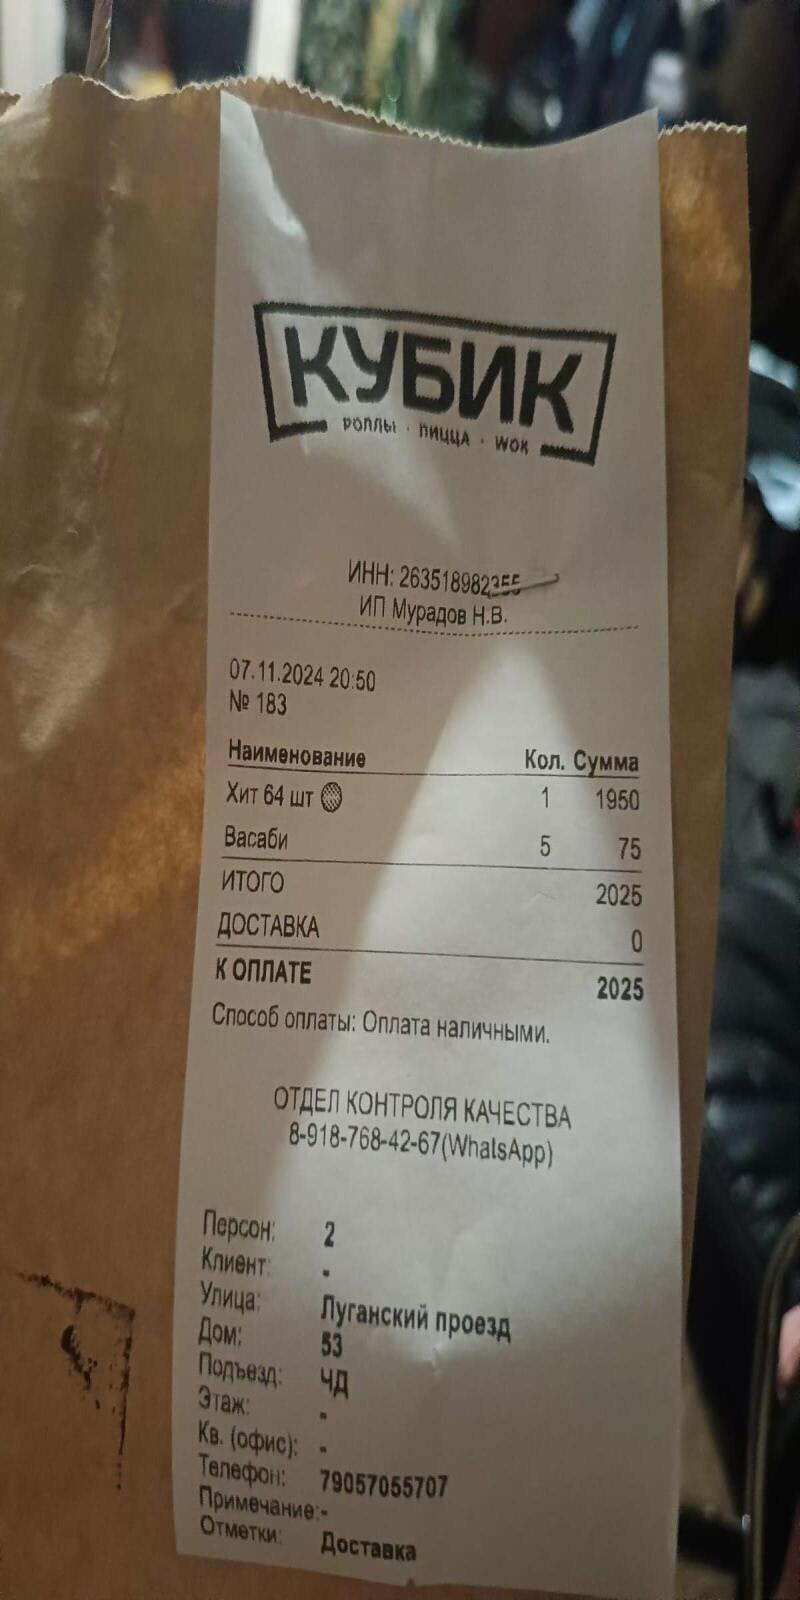 КУБИК
РОЛЛЫ · ПИЦЦА · WOK
ИНН: 263518982355
ИП Мурадов Н.В.
07.11.2024 20:50
№ 183
Наименование Кол. Сумма
Хит 64 шт 1 1950
Васаби 5 75
ИТОГО 2025
ДОСТАВКА 0
К ОПЛАТЕ 2025
Способ оплаты: Оплата наличными.
ОТДЕЛ КОНТРОЛЯ КАЧЕСТВА
8-918-768-42-67(WhatsApp)
Персон: 2
Клиент: -
Улица: Луганский проезд
Дом: 53
Подъезд: ЧД
Этаж: -
Кв. (офис): -
Телефон: 79057055707
Примечание:-
Отметки: Доставка